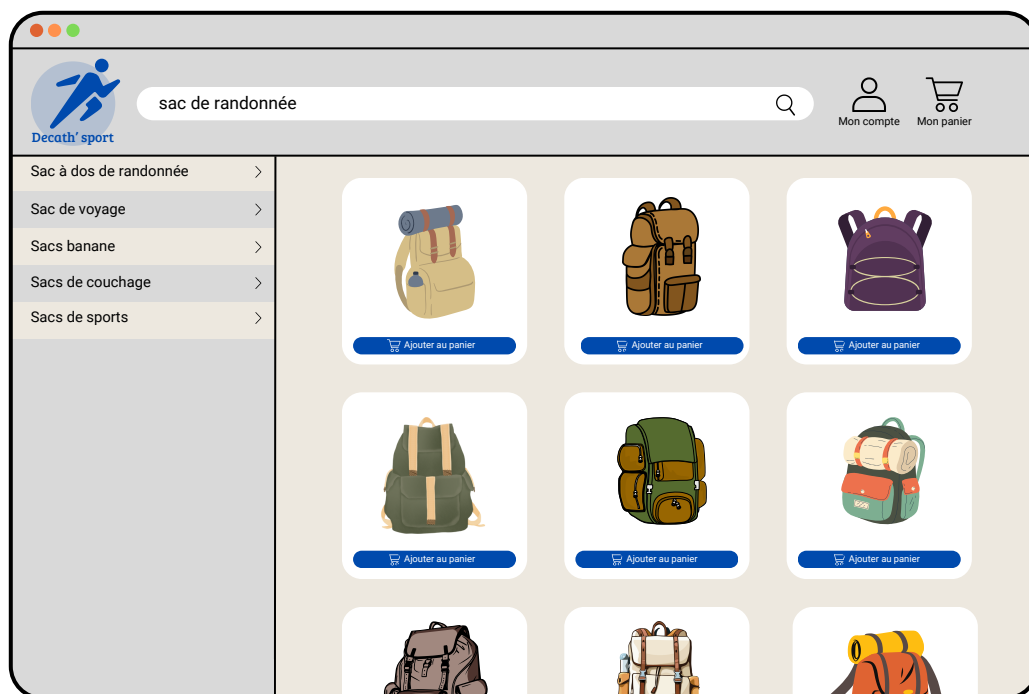 sac de randonnée
Mon compte
Mon panier
Decath' sport
Sac à dos de randonnée
Sac de voyage
Sacs banane
Sacs de couchage
Sacs de sports
Ajouter au panier
Ajouter au panier
Ajouter au panier
Ajouter au panier
Ajouter au panier
Ajouter au panier